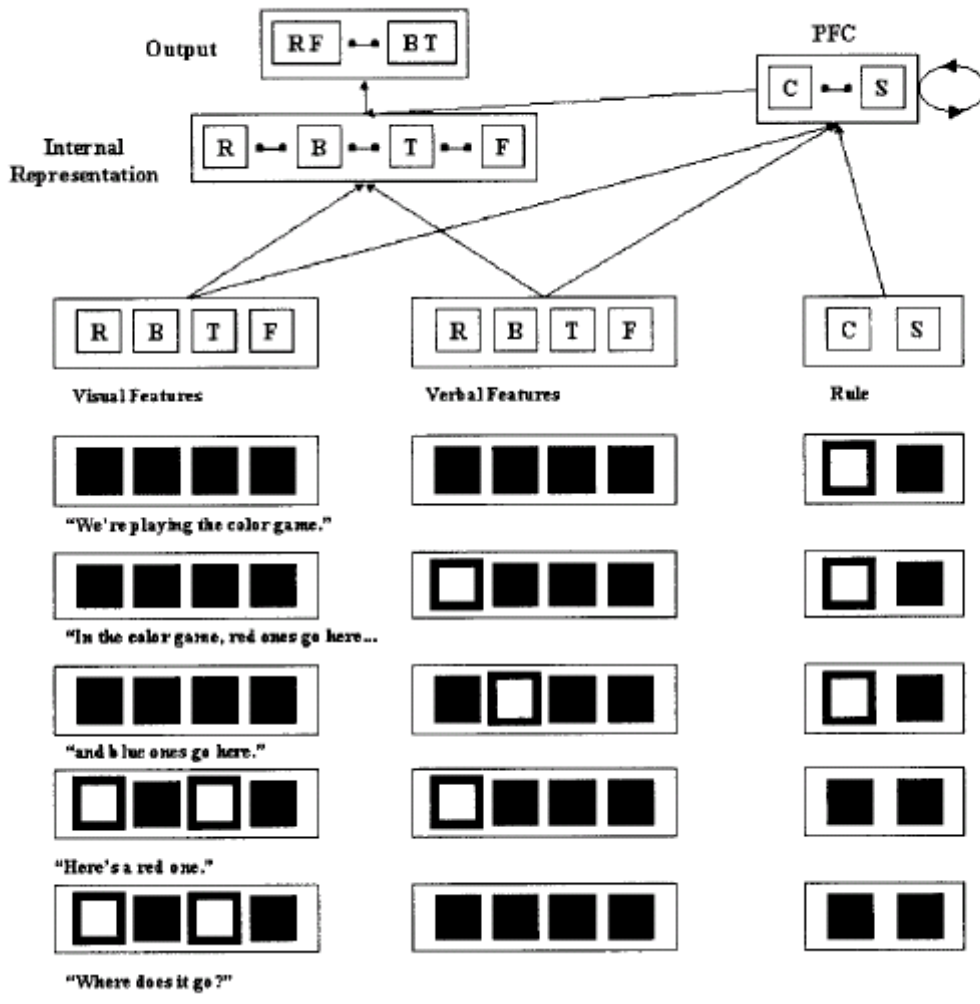 PFC
Output
RF BT
C S
Internal
Representation
R B T F
R B T F
R B T F
C S
Visual Features
Verbal Features
Rule
"We're playing the color game."
"In the color game, red ones go here...
"and blue ones go here."
"Here's a red one."
"Where does it go?"